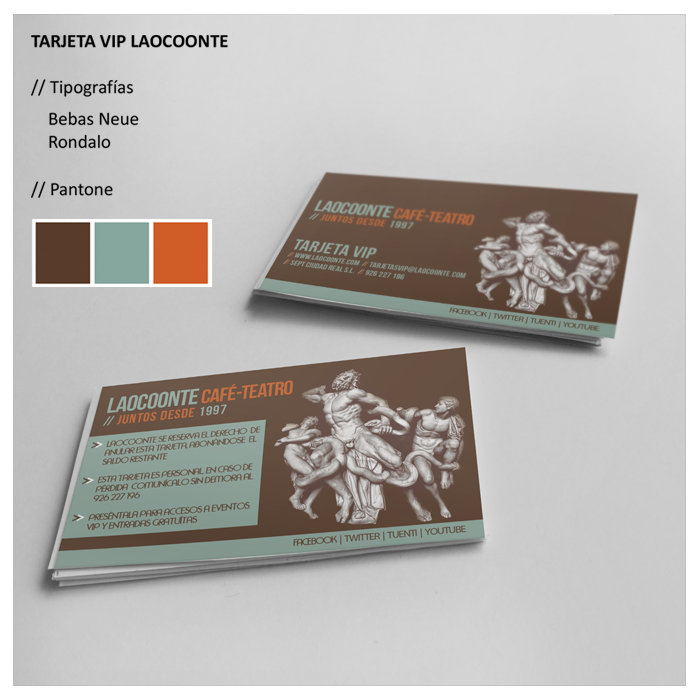 TARJETA VIP LAOCOONTE
// Tipografías
Bebas Neue
Rondalo
// Pantone
LAOCOONTE CAFÉ-TEATRO
// JUNTOS DESDE 1997
TARJETA VIP
// WWW.LAOCOONTE.COM // TARJETASVIP@LAOCOONTE.COM
// SEPT CIUDAD REAL S.L. // 926 227 196
FACEBOOK | TWITTER | TUENTI | YOUTUBE
LAOCOONTE CAFÉ-TEATRO
// JUNTOS DESDE 1997
LAOCOONTE SE RESERVA EL DERECHO DE
ANULAR ESTA TARJETA, ABONÁNDOSE EL
SALDO RESTANTE
ESTA TARJETA ES PERSONAL EN CASO DE
PÉRDIDA COMUNÍCALO SIN DEMORA AL
926 227 196
PRESÉNTALA PARA ACCESOS A EVENTOS
VIP Y ENTRADAS GRATUÍTAS
FACEBOOK | TWITTER | TUENTI | YOUTUBE